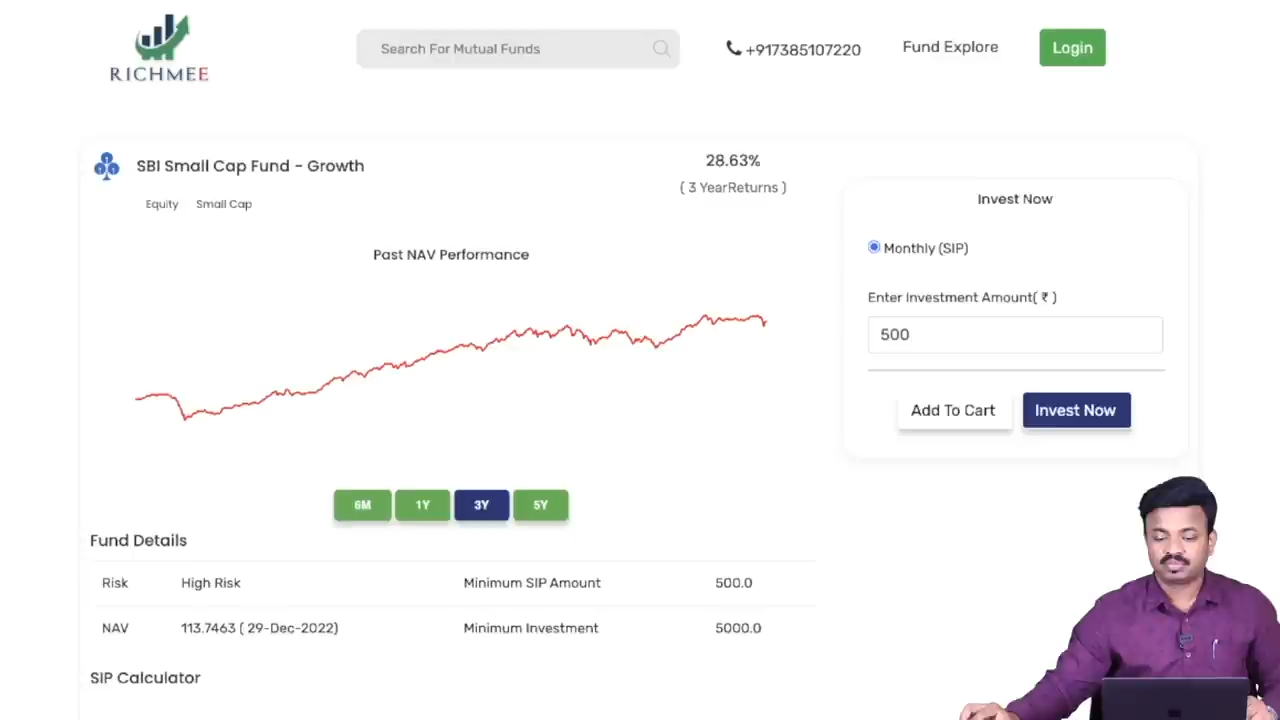 RICHMEE
Search For Mutual Funds
+917385107220
Fund Explore
Login
SBI Small Cap Fund - Growth
Equity Small Cap
28.63%
( 3 YearReturns )
Past NAV Performance
6M 1Y 3Y 5Y
Invest Now
Monthly (SIP)
Enter Investment Amount( ₹ )
500
Add To Cart Invest Now
Fund Details
Risk High Risk Minimum SIP Amount 500.0
NAV 113.7463 ( 29-Dec-2022) Minimum Investment 5000.0
SIP Calculator